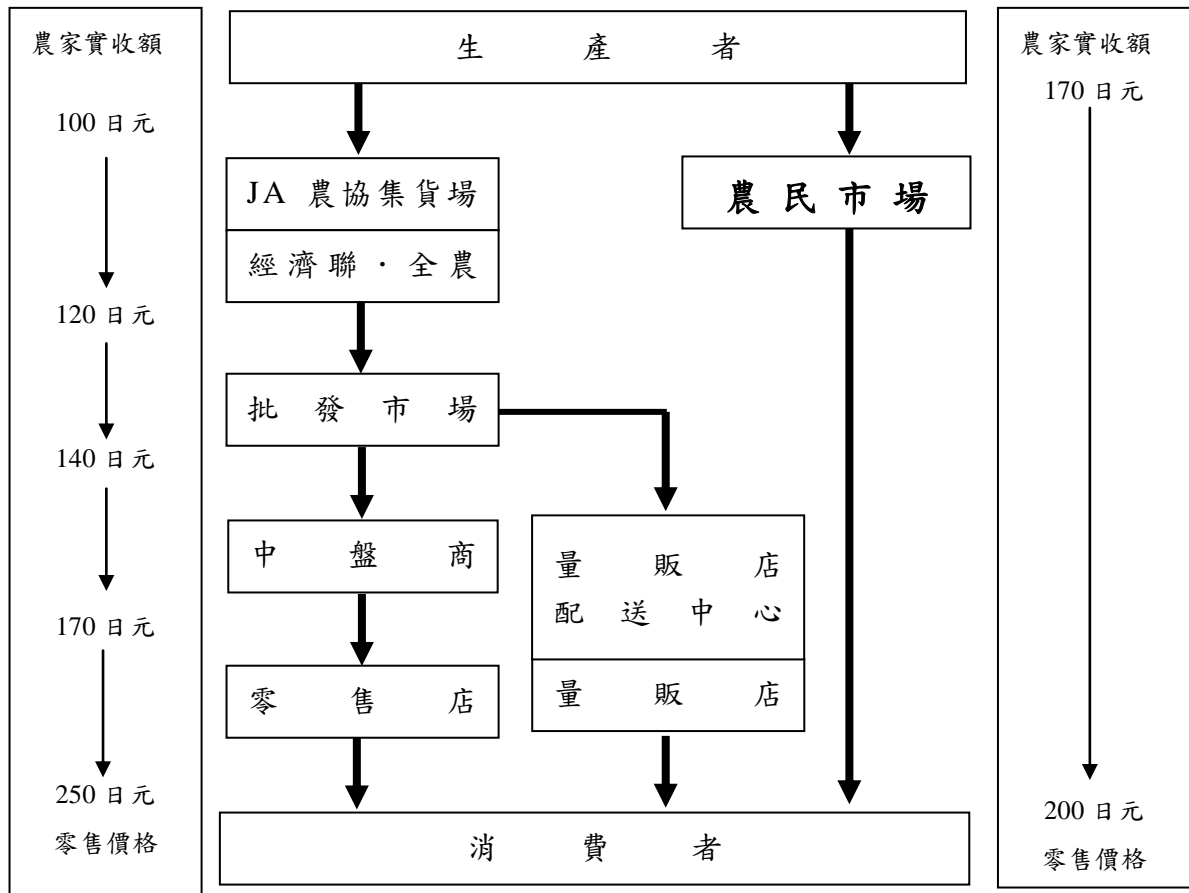 農家實收額
100 日元
120 日元
140 日元
170 日元
250 日元
零售價格
生產者
JA 農協集貨場
經濟聯．全農
批發市場
中盤商
零售店
農民市場
量販店
配送中心
量販店
消費者
農家實收額
170 日元
200 日元
零售價格